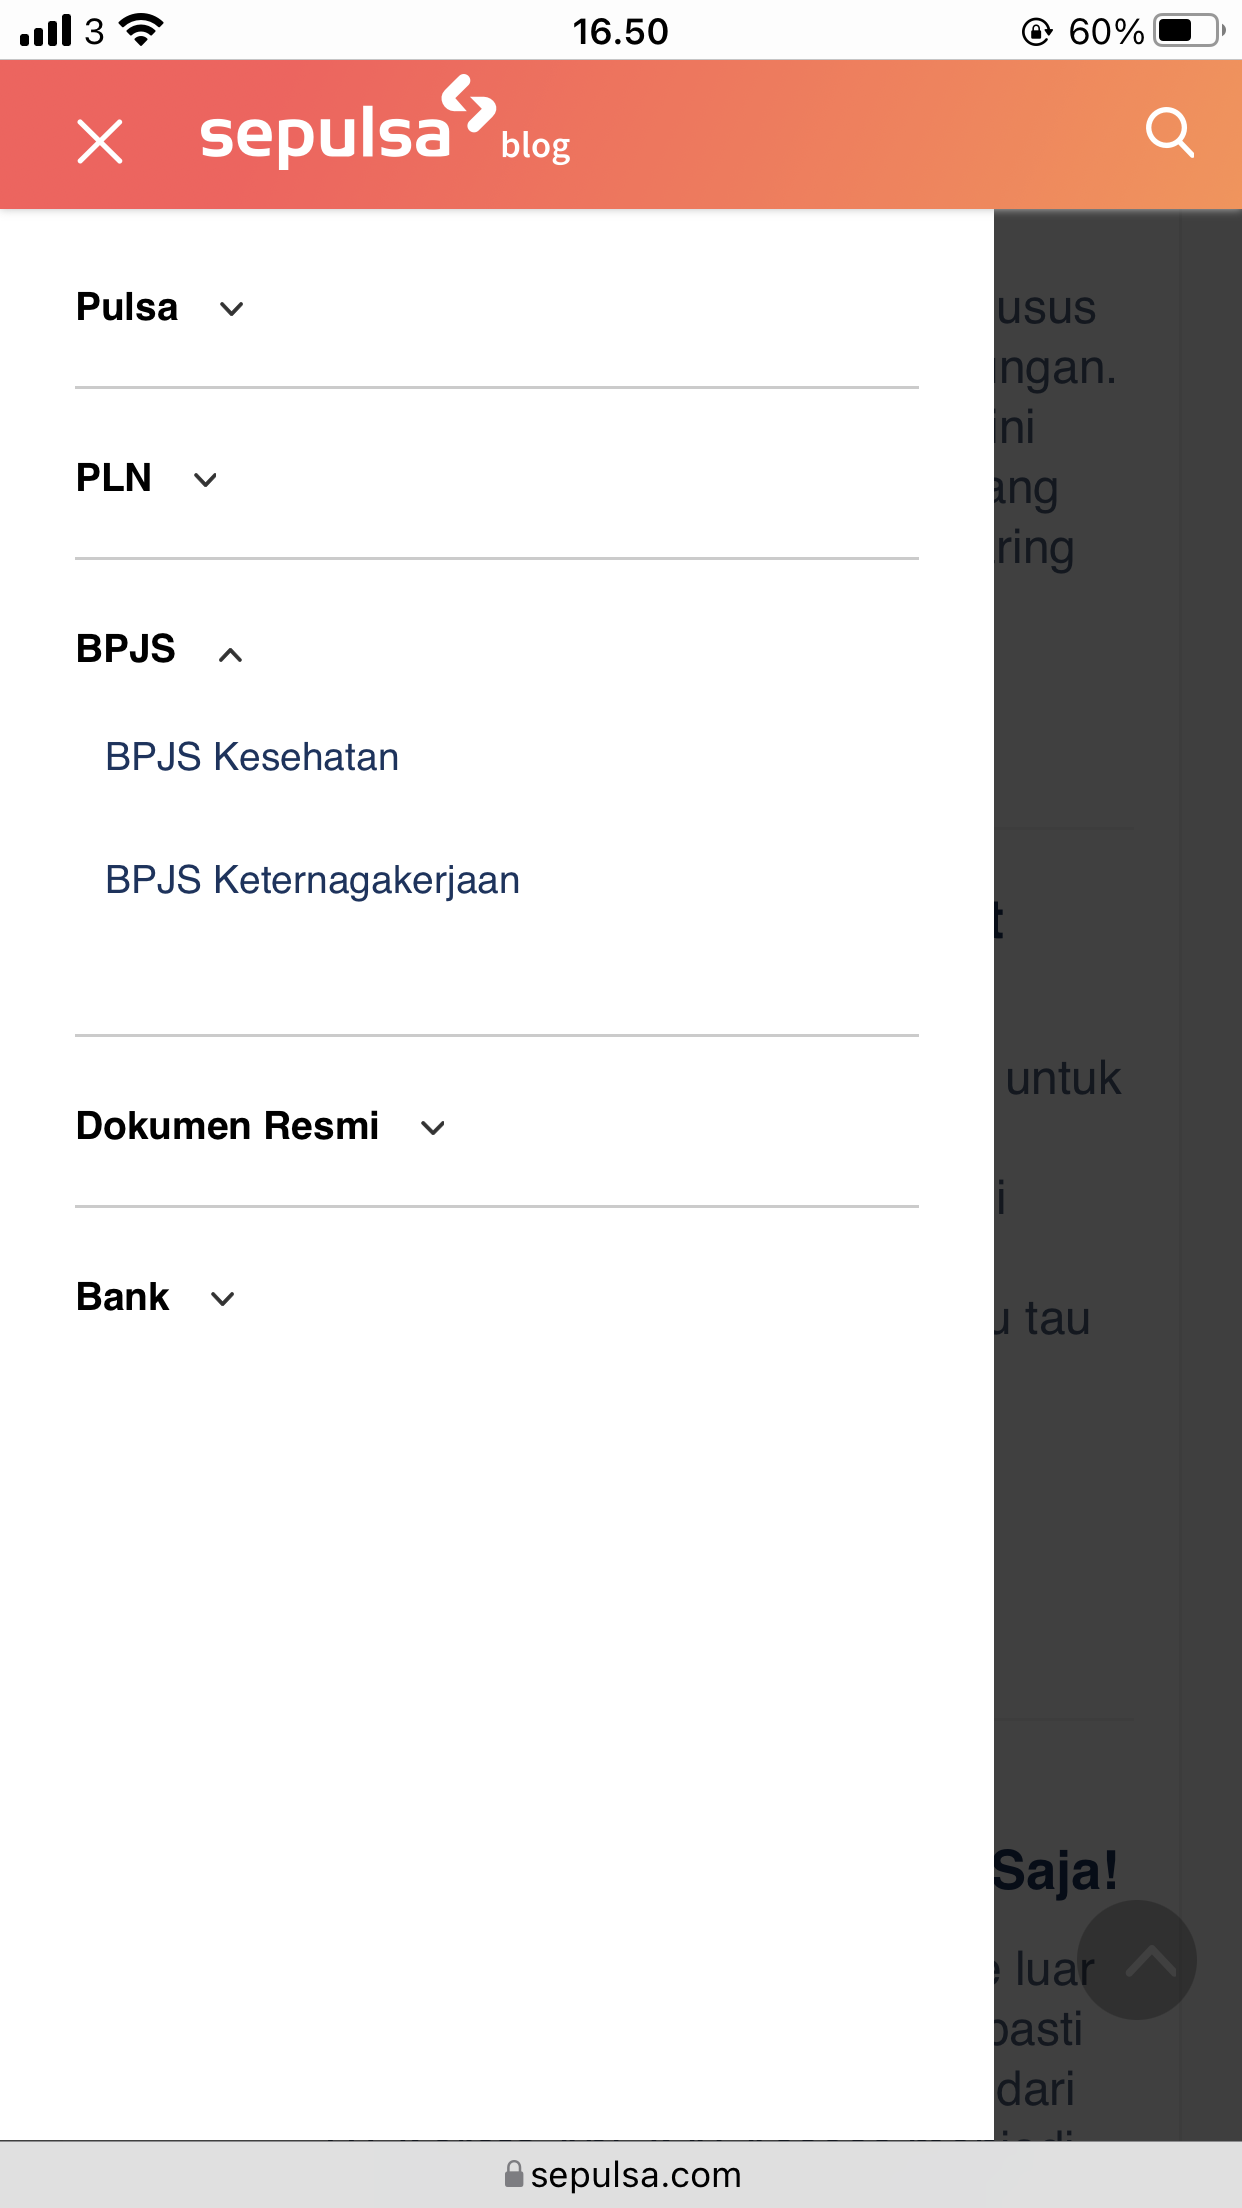 3
16.50
60%
sepulsa blog
Pulsa
PLN
BPJS
BPJS Kesehatan
BPJS Keternagakerjaan
Dokumen Resmi
Bank
usus
ngan.
ini
ang
ring
t
untuk
i
u tau
Saja!
luar
pasti
dari
sepulsa.com